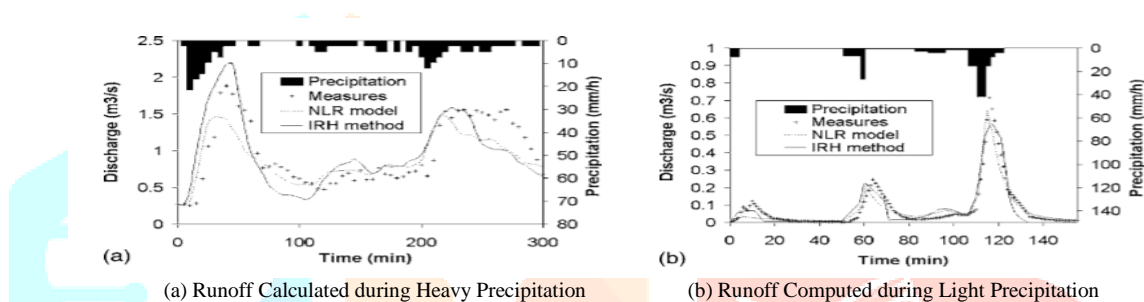 2.5
2
1.5
1
0.5
0
Discharge (m3/s)
0
10
20
30
40
50
60
70
80
Precipitation (mm/h)
Precipitation
Measures
NLR model
IRH method
0
100
200
300
Time (min)
(a)
(a) Runoff Calculated during Heavy Precipitation
1
0.9
0.8
0.7
0.6
0.5
0.4
0.3
0.2
0.1
0
Discharge (m3/s)
0
20
40
60
80
100
120
140
Precipitation (mm/h)
Precipitation
Measures
NLR model
IRH method
0
20
40
60
80
100
120
140
Time (min)
(b)
(b) Runoff Computed during Light Precipitation